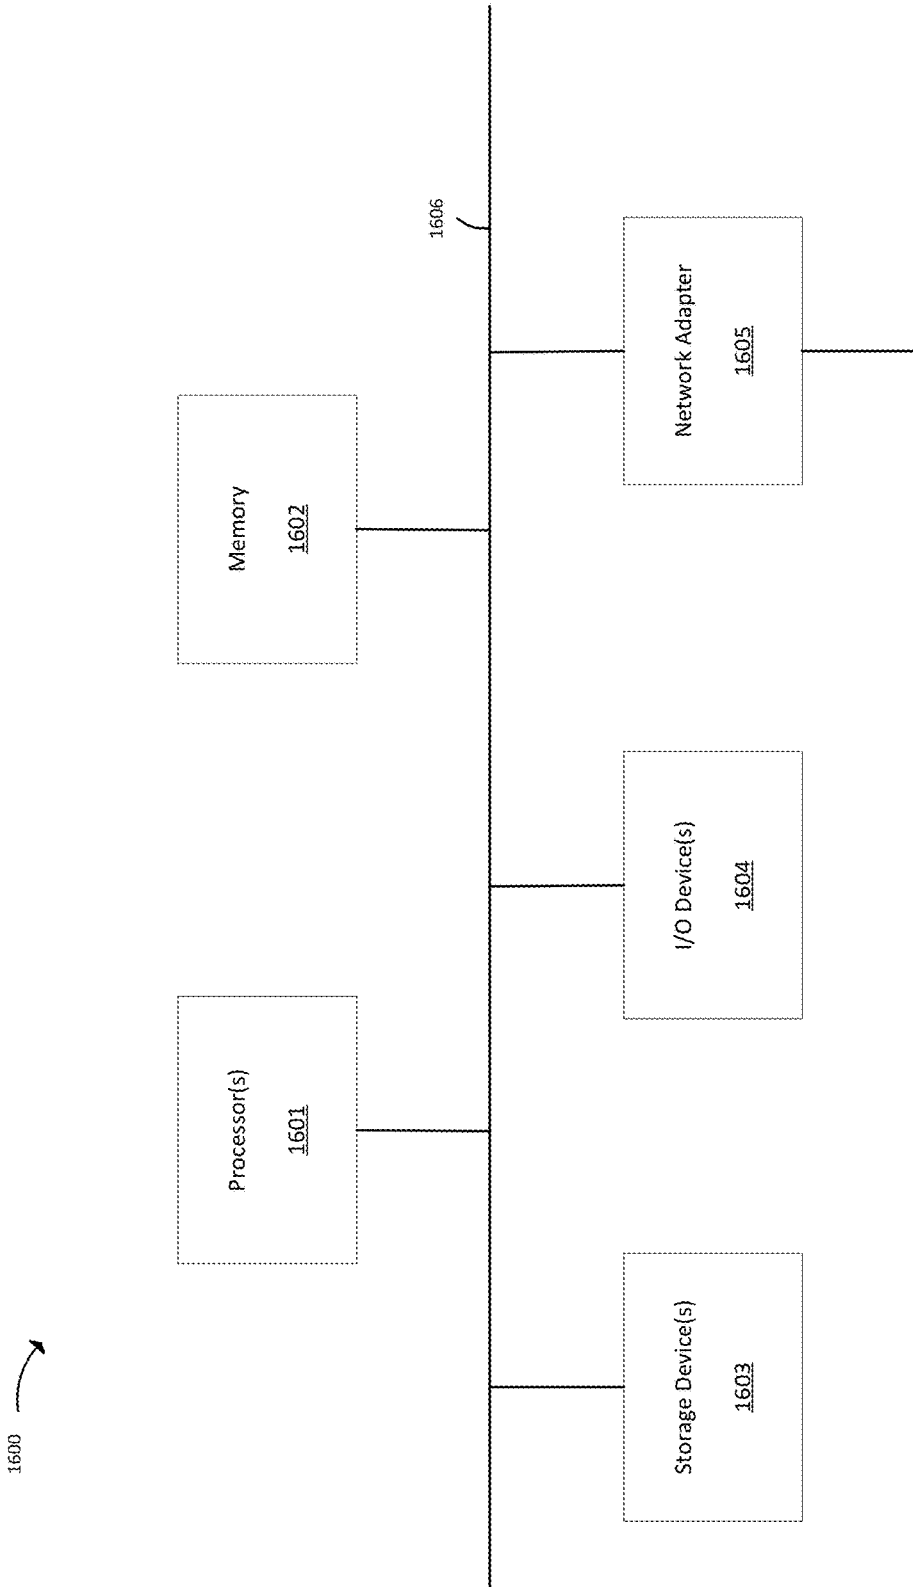 1600
Processor(s)
1601
Memory
1602
1606
Storage Device(s)
1603
I/O Device(s)
1604
Network Adapter
1605